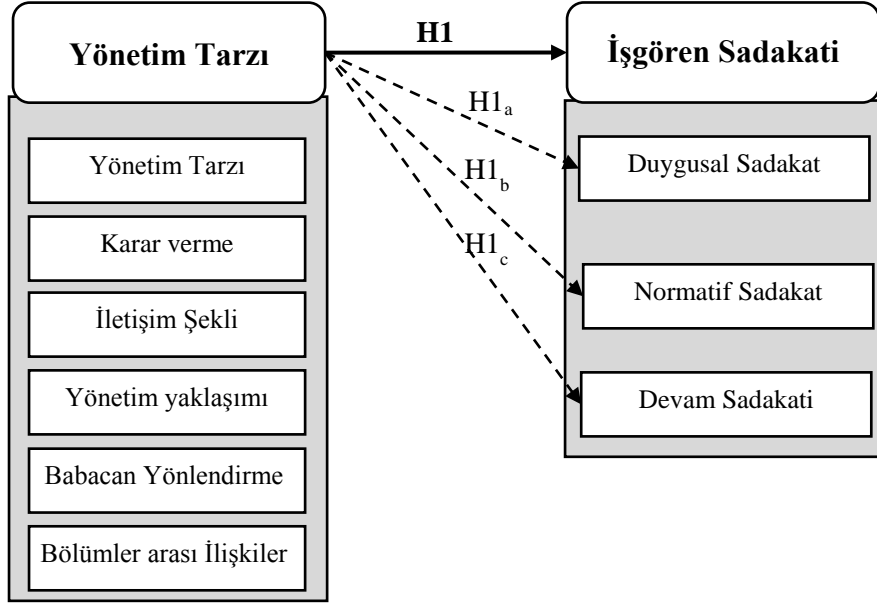 Yönetim Tarzı
H1
İşgören Sadakati
H1a
H1b
H1c
Yönetim Tarzı
Karar verme
İletişim Şekli
Yönetim yaklaşımı
Babacan Yönlendirme
Bölümler arası İlişkiler
Duygusal Sadakat
Normatif Sadakat
Devam Sadakati